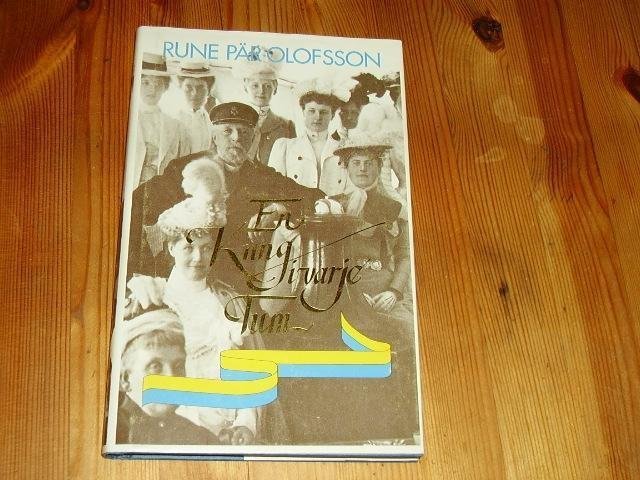 RUNE PÄR OLOFSSON
En
Kung
i varje
Tum